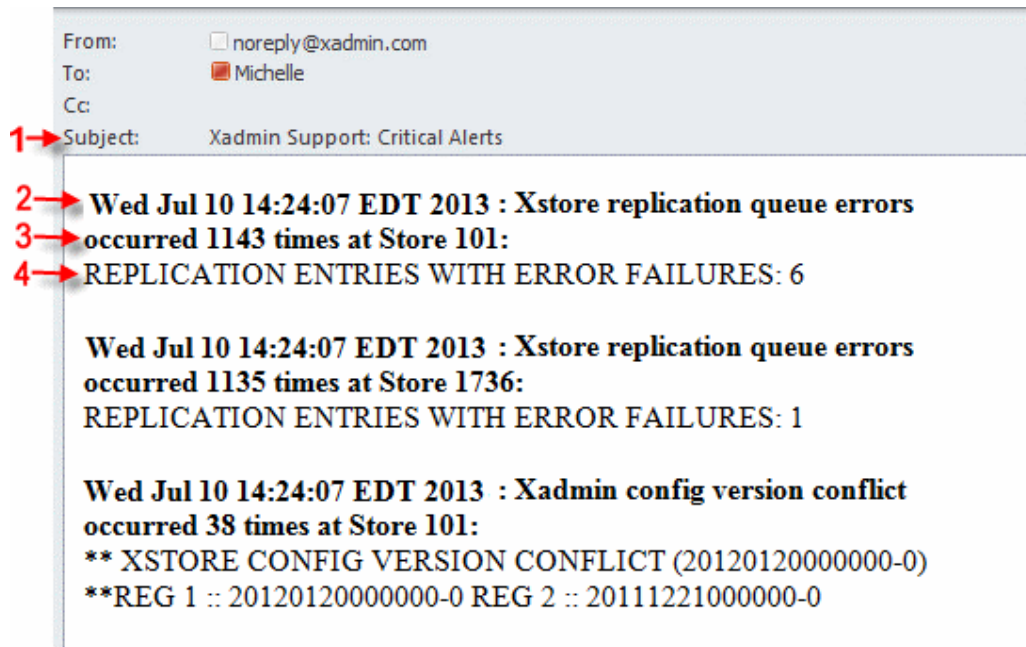 From: noreply@xadmin.com
To: Michelle
Cc:
1 Subject: Xadmin Support: Critical Alerts
2 Wed Jul 10 14:24:07 EDT 2013 : Xstore replication queue errors
3 occurred 1143 times at Store 101:
4 REPLICATION ENTRIES WITH ERROR FAILURES: 6
Wed Jul 10 14:24:07 EDT 2013 : Xstore replication queue errors
occurred 1135 times at Store 1736:
REPLICATION ENTRIES WITH ERROR FAILURES: 1
Wed Jul 10 14:24:07 EDT 2013 : Xadmin config version conflict
occurred 38 times at Store 101:
** XSTORE CONFIG VERSION CONFLICT (20120120000000-0)
**REG 1 :: 20120120000000-0 REG 2 :: 20111221000000-0